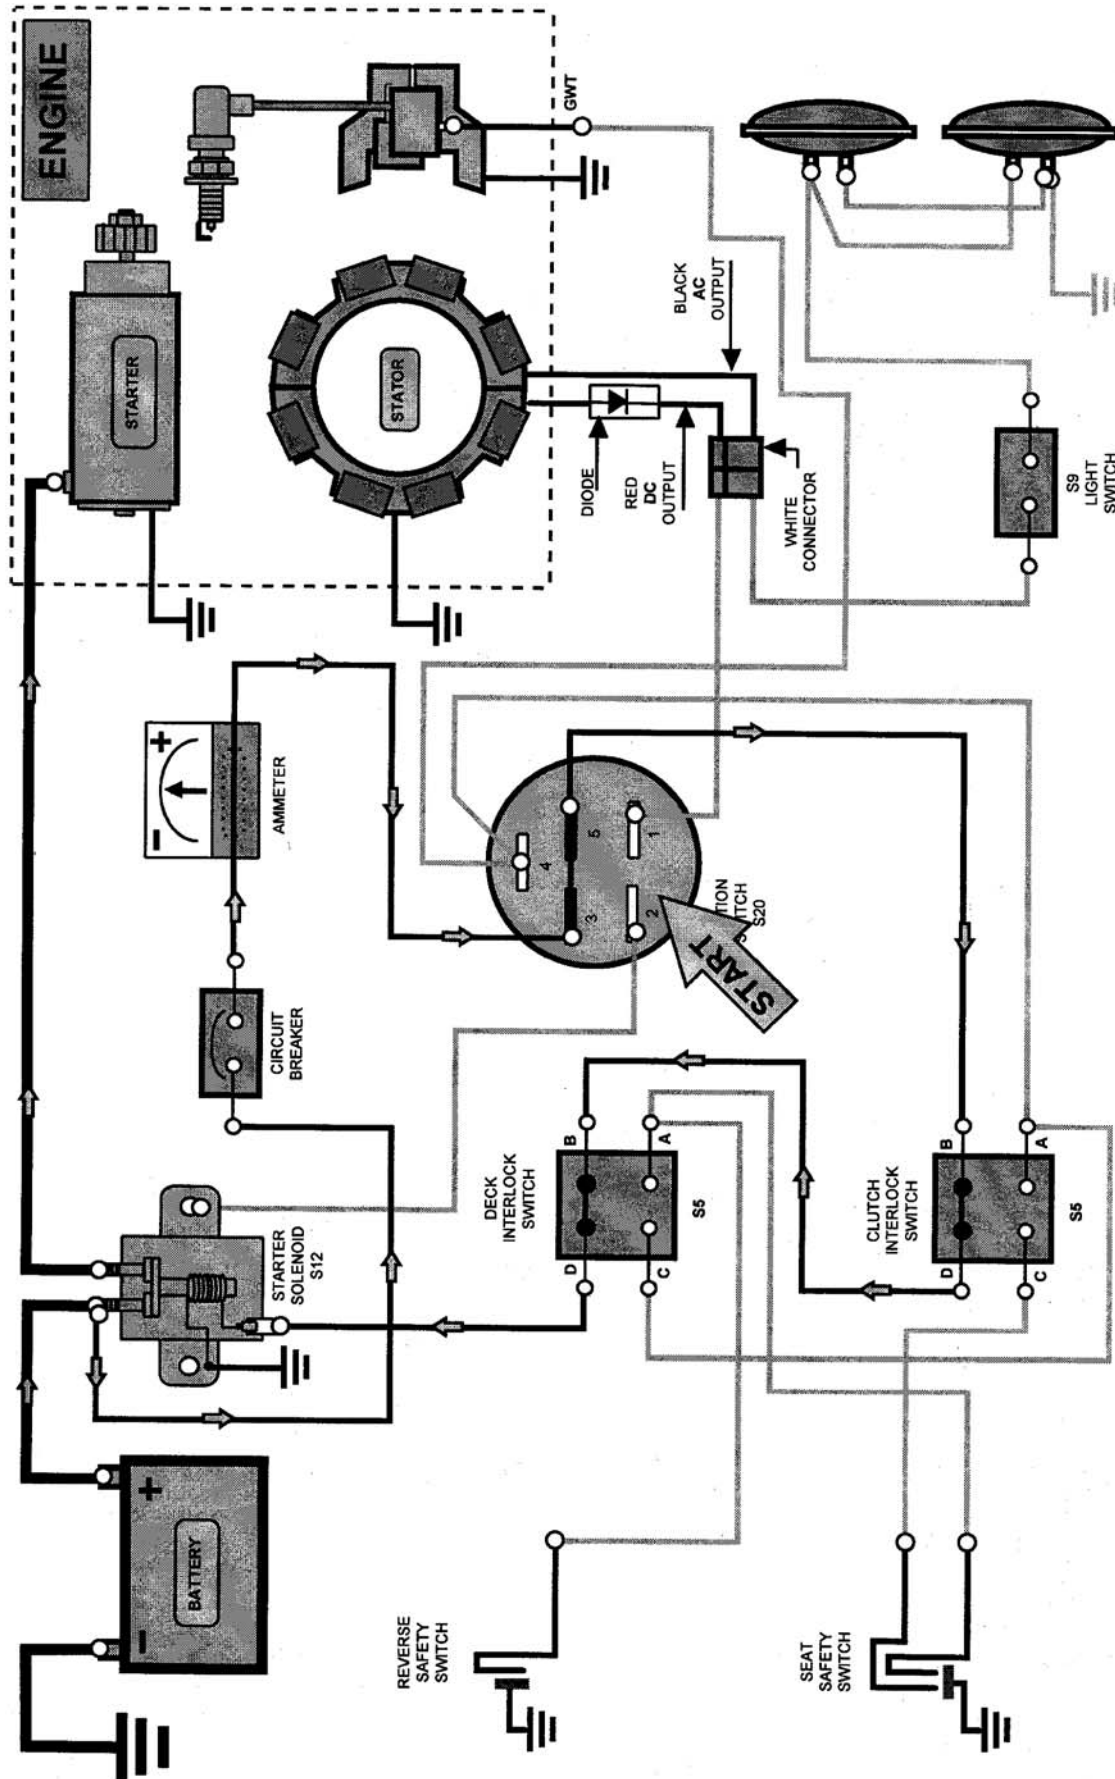 ENGINE
STARTER
STATOR
GWT
BLACK
AC
OUTPUT
DIODE
RED
DC
OUTPUT
WHITE
CONNECTOR
S9
LIGHT
SWITCH
+
−
AMMETER
CIRCUIT
BREAKER
4
5
3
1
2
TION
WITCH
S20
START
STARTER
SOLENOID
S12
DECK
INTERLOCK
SWITCH
B
A
D
C
S5
CLUTCH
INTERLOCK
SWITCH
B
A
D
C
S5
+
BATTERY
−
REVERSE
SAFETY
SWITCH
SEAT
SAFETY
SWITCH